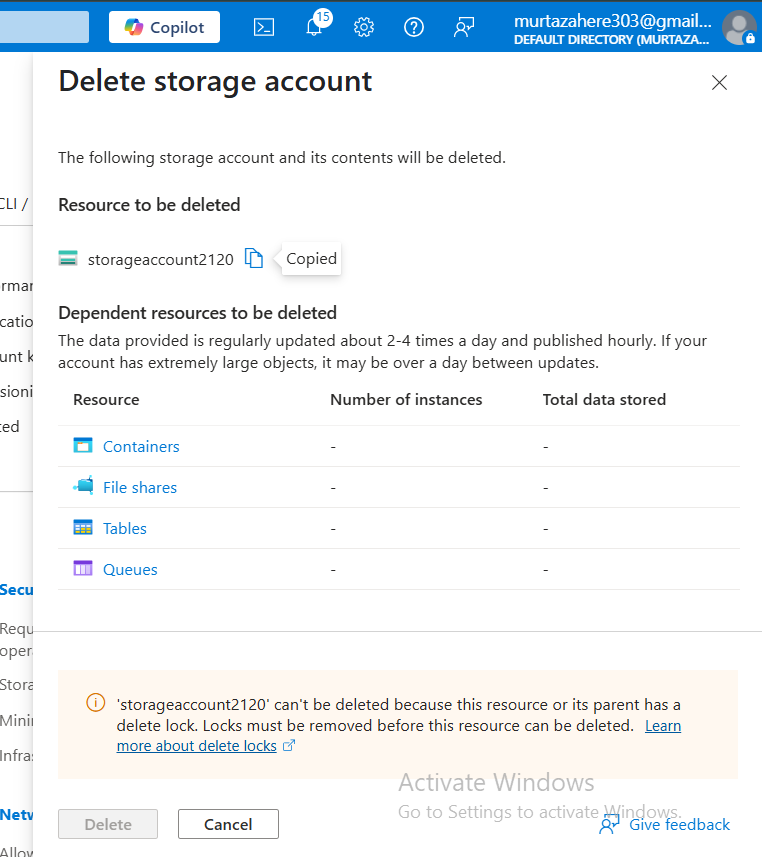 Copilot
15
murtazahere303@gmail...
DEFAULT DIRECTORY (MURTAZA...
Delete storage account
The following storage account and its contents will be deleted.
CLI /
Resource to be deleted
storageaccount2120
Copied
Dependent resources to be deleted
The data provided is regularly updated about 2-4 times a day and published hourly. If your
account has extremely large objects, it may be over a day between updates.
Resource Number of instances Total data stored
Containers - -
File shares - -
Tables - -
Queues - -
'storageaccount2120' can't be deleted because this resource or its parent has a
delete lock. Locks must be removed before this resource can be deleted. Learn
more about delete locks
Activate Windows
Go to Settings to activate Windows.
Delete
Cancel
Give feedback